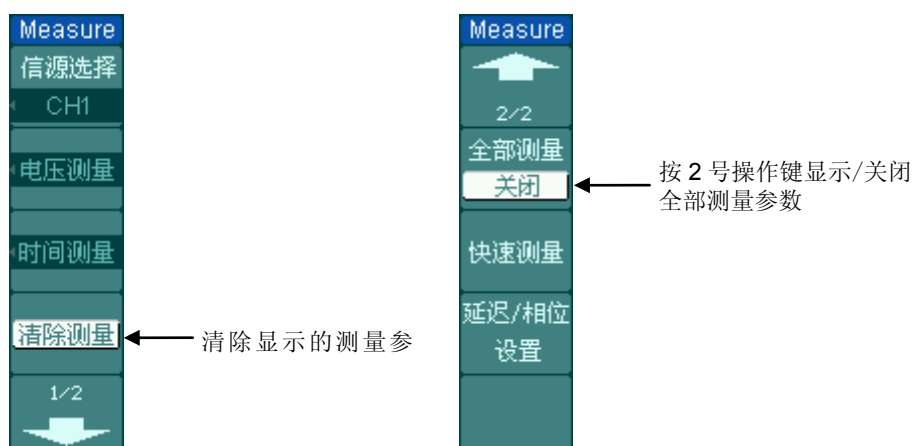 Measure
信源选择
CH1
电压测量
时间测量
清除测量
1/2
清除显示的测量参
Measure
2/2
全部测量
关闭
快速测量
延迟/相位
设置
按 2 号操作键显示/关闭
全部测量参数